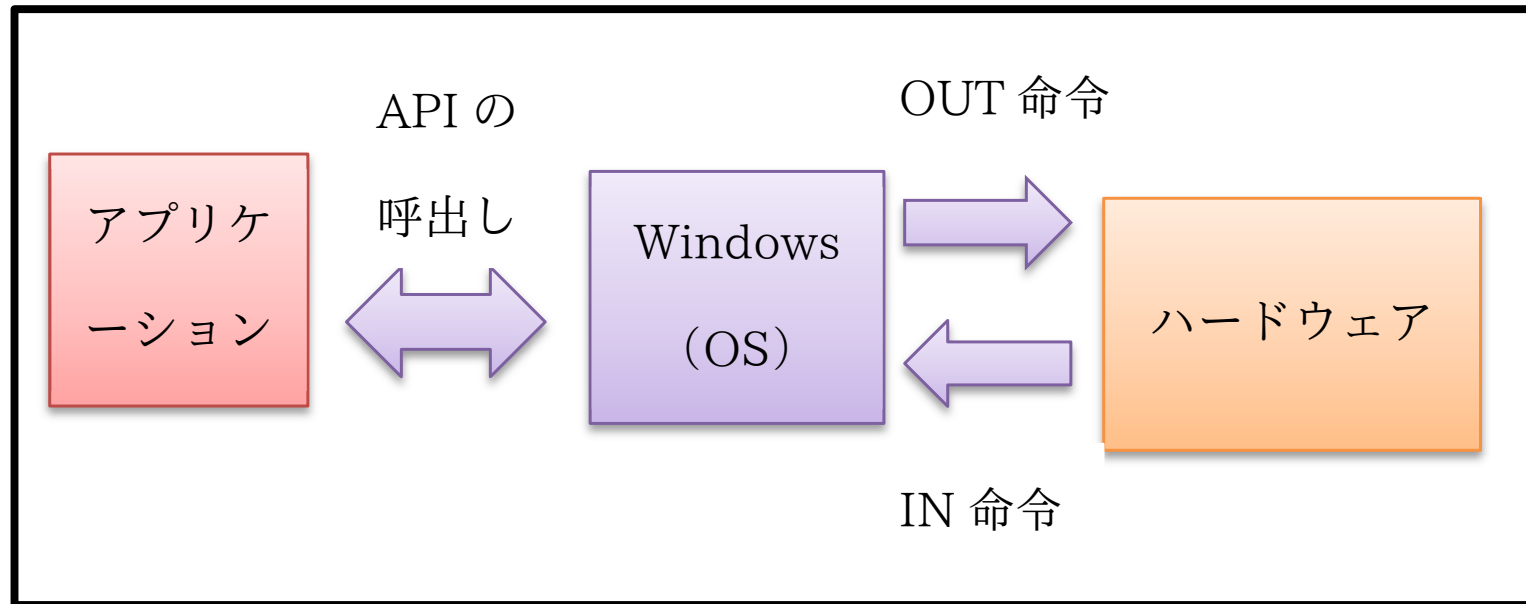 アプリケ
ーション
API の
呼出し
Windows
（OS）
OUT 命令
IN 命令
ハードウェア